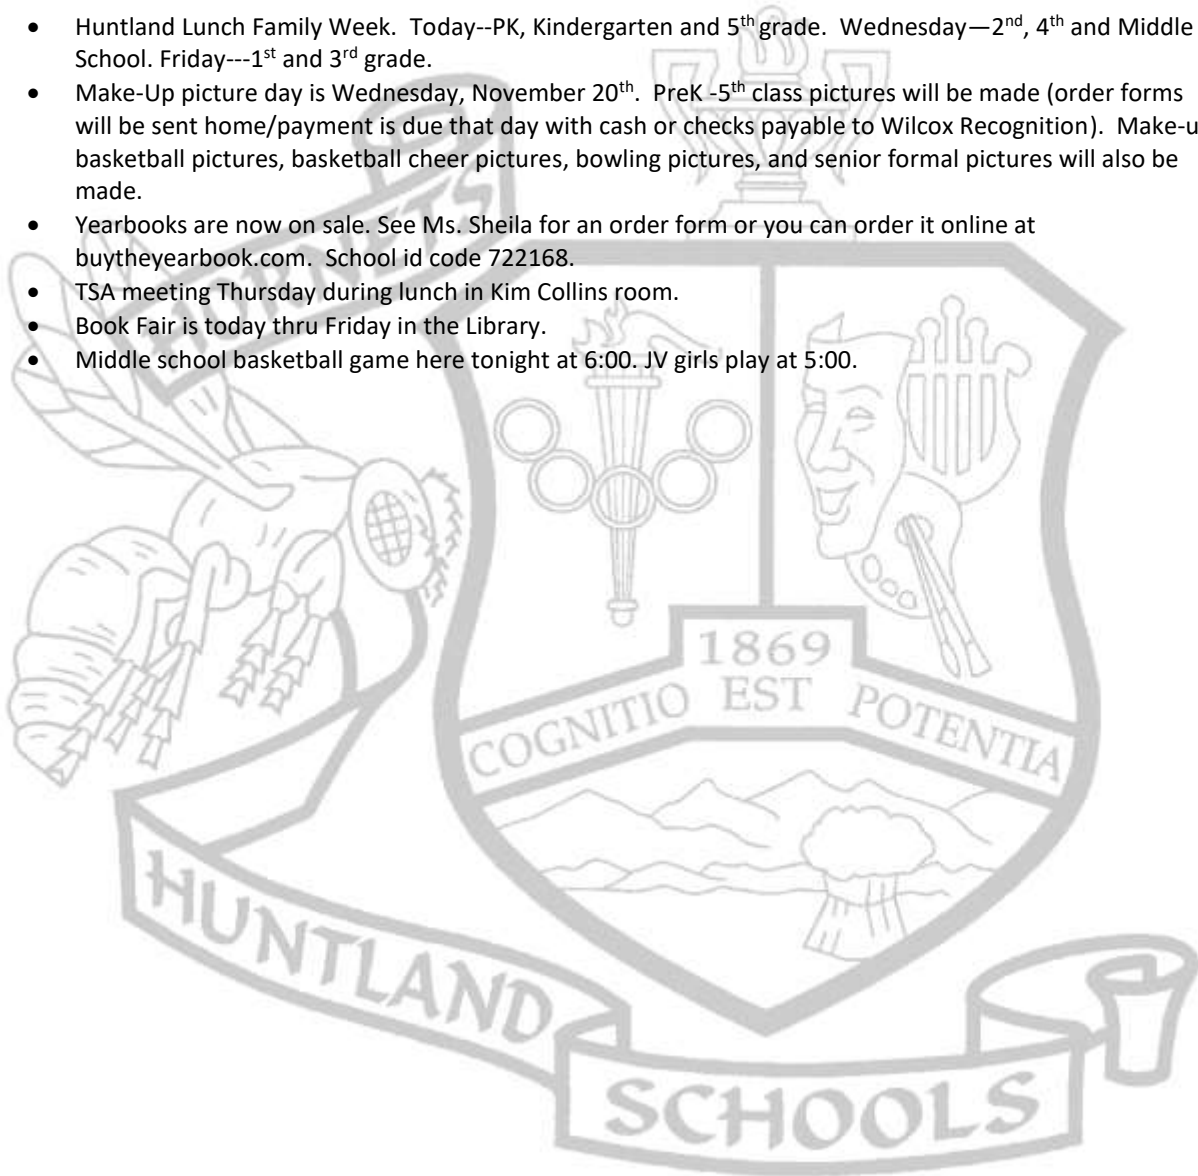 • Huntland Lunch Family Week.  Today--PK, Kindergarten and 5th grade.  Wednesday—2nd, 4th and Middle
School. Friday---1st and 3rd grade.
• Make-Up picture day is Wednesday, November 20th.  PreK -5th class pictures will be made (order forms
will be sent home/payment is due that day with cash or checks payable to Wilcox Recognition).  Make-u
basketball pictures, basketball cheer pictures, bowling pictures, and senior formal pictures will also be
made.
• Yearbooks are now on sale. See Ms. Sheila for an order form or you can order it online at
buytheyearbook.com.  School id code 722168.
• TSA meeting Thursday during lunch in Kim Collins room.
• Book Fair is today thru Friday in the Library.
• Middle school basketball game here tonight at 6:00. JV girls play at 5:00.
HORNETS
1869
COGNITIO EST POTENTIA
HUNTLAND
SCHOOLS